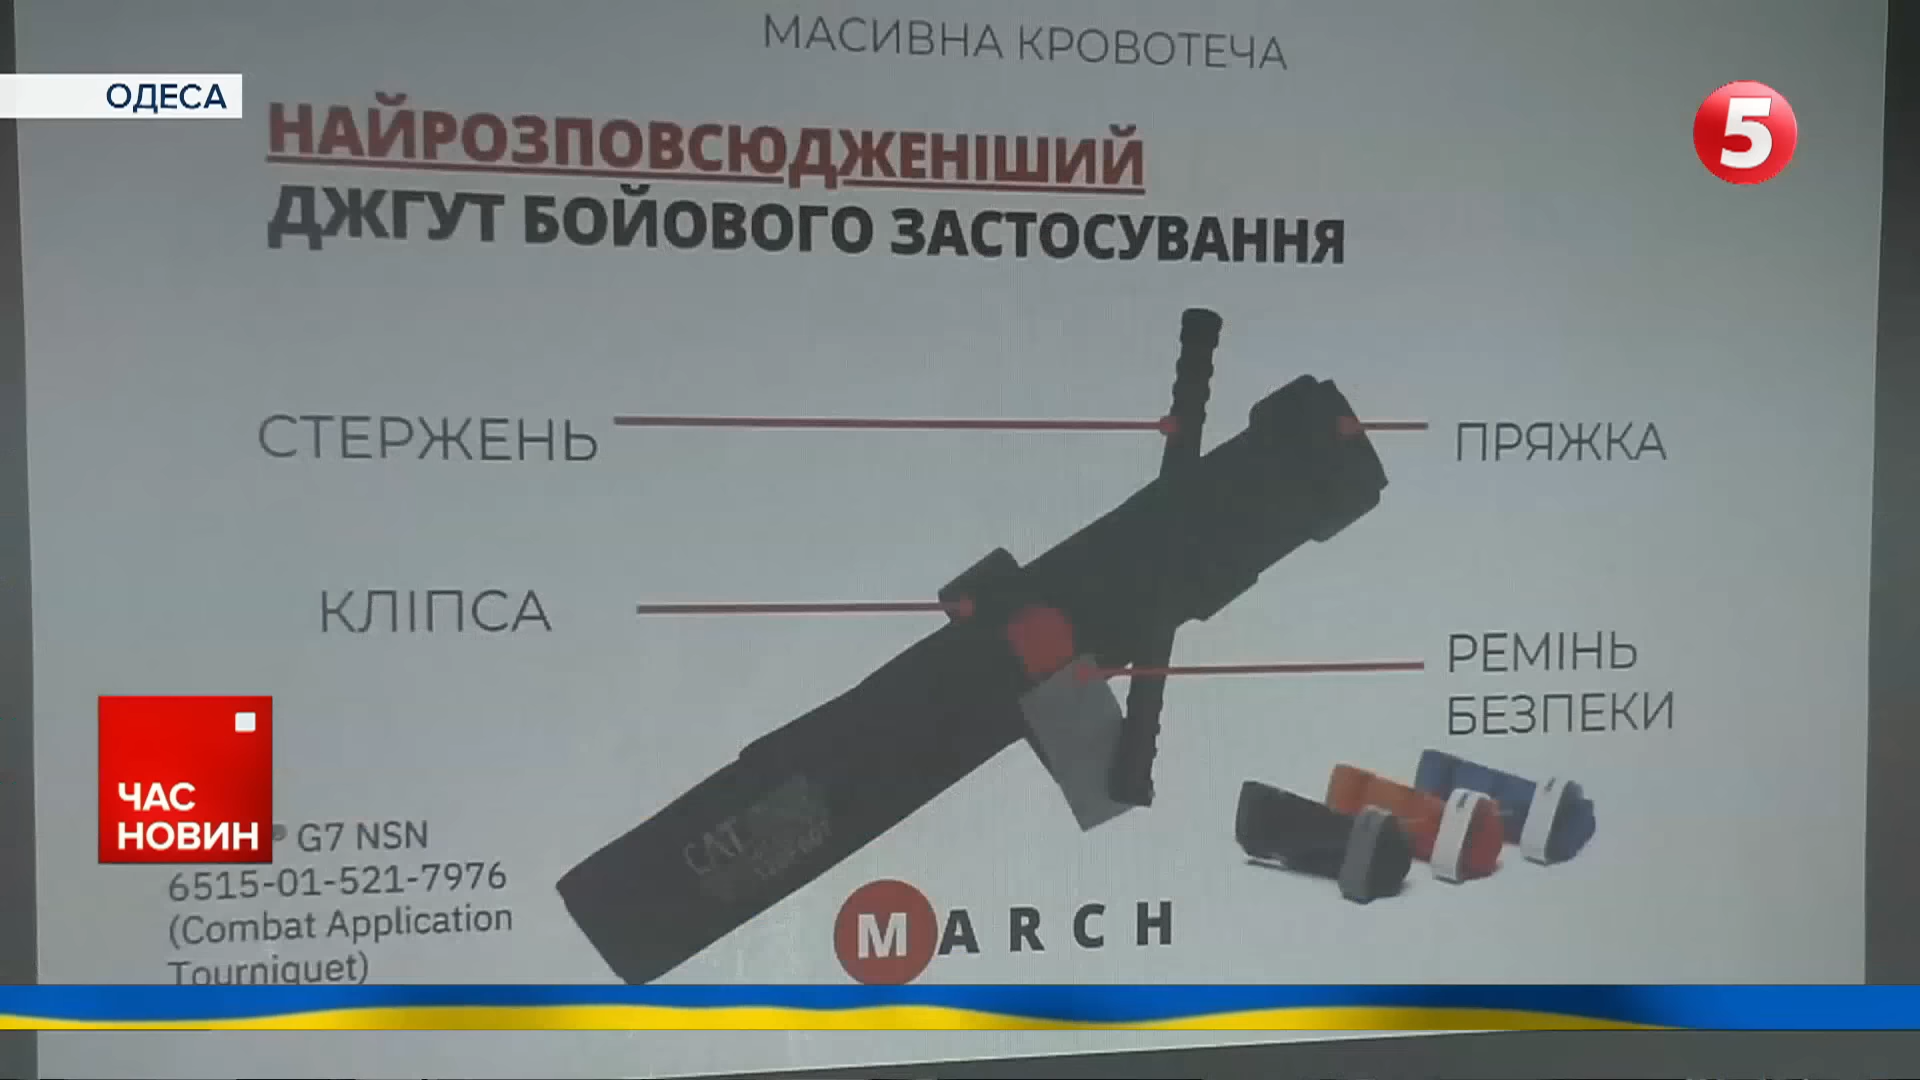 МАСИВНА КРОВОТЕЧА
ОДЕСА
5
НАЙРОЗПОВСЮДЖЕНІШИЙ
ДЖГУТ БОЙОВОГО ЗАСТОСУВАННЯ
СТЕРЖЕНЬ
ПРЯЖКА
КЛІПСА
РЕМІНЬ
БЕЗПЕКИ
ЧАС
НОВИН
® G7 NSN
6515-01-521-7976
(Combat Application
Tourniquet)
CAT
MARCH